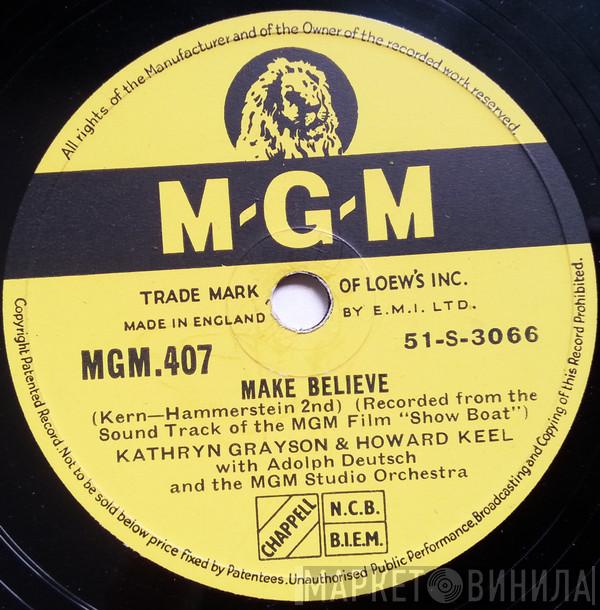 All rights of the Manufacturer and of the Owner of the recorded work reserved.
M-G-M
TRADE MARK OF LOEW'S INC.
MADE IN ENGLAND BY E.M.I. LTD.
MGM.407 51-S-3066
MAKE BELIEVE
(Kern—Hammerstein 2nd) (Recorded from the
Sound Track of the MGM Film "Show Boat")
KATHRYN GRAYSON & HOWARD KEEL
with Adolph Deutsch
and the MGM Studio Orchestra
CHAPPELL
N.C.B.
B.I.E.M.
Copyright Patented Record. Not to be sold below price fixed by Patentees. Unauthorised Public Performance, Broadcasting and Copying of this Record Prohibited.
МАРКЕТ ВИНИЛА